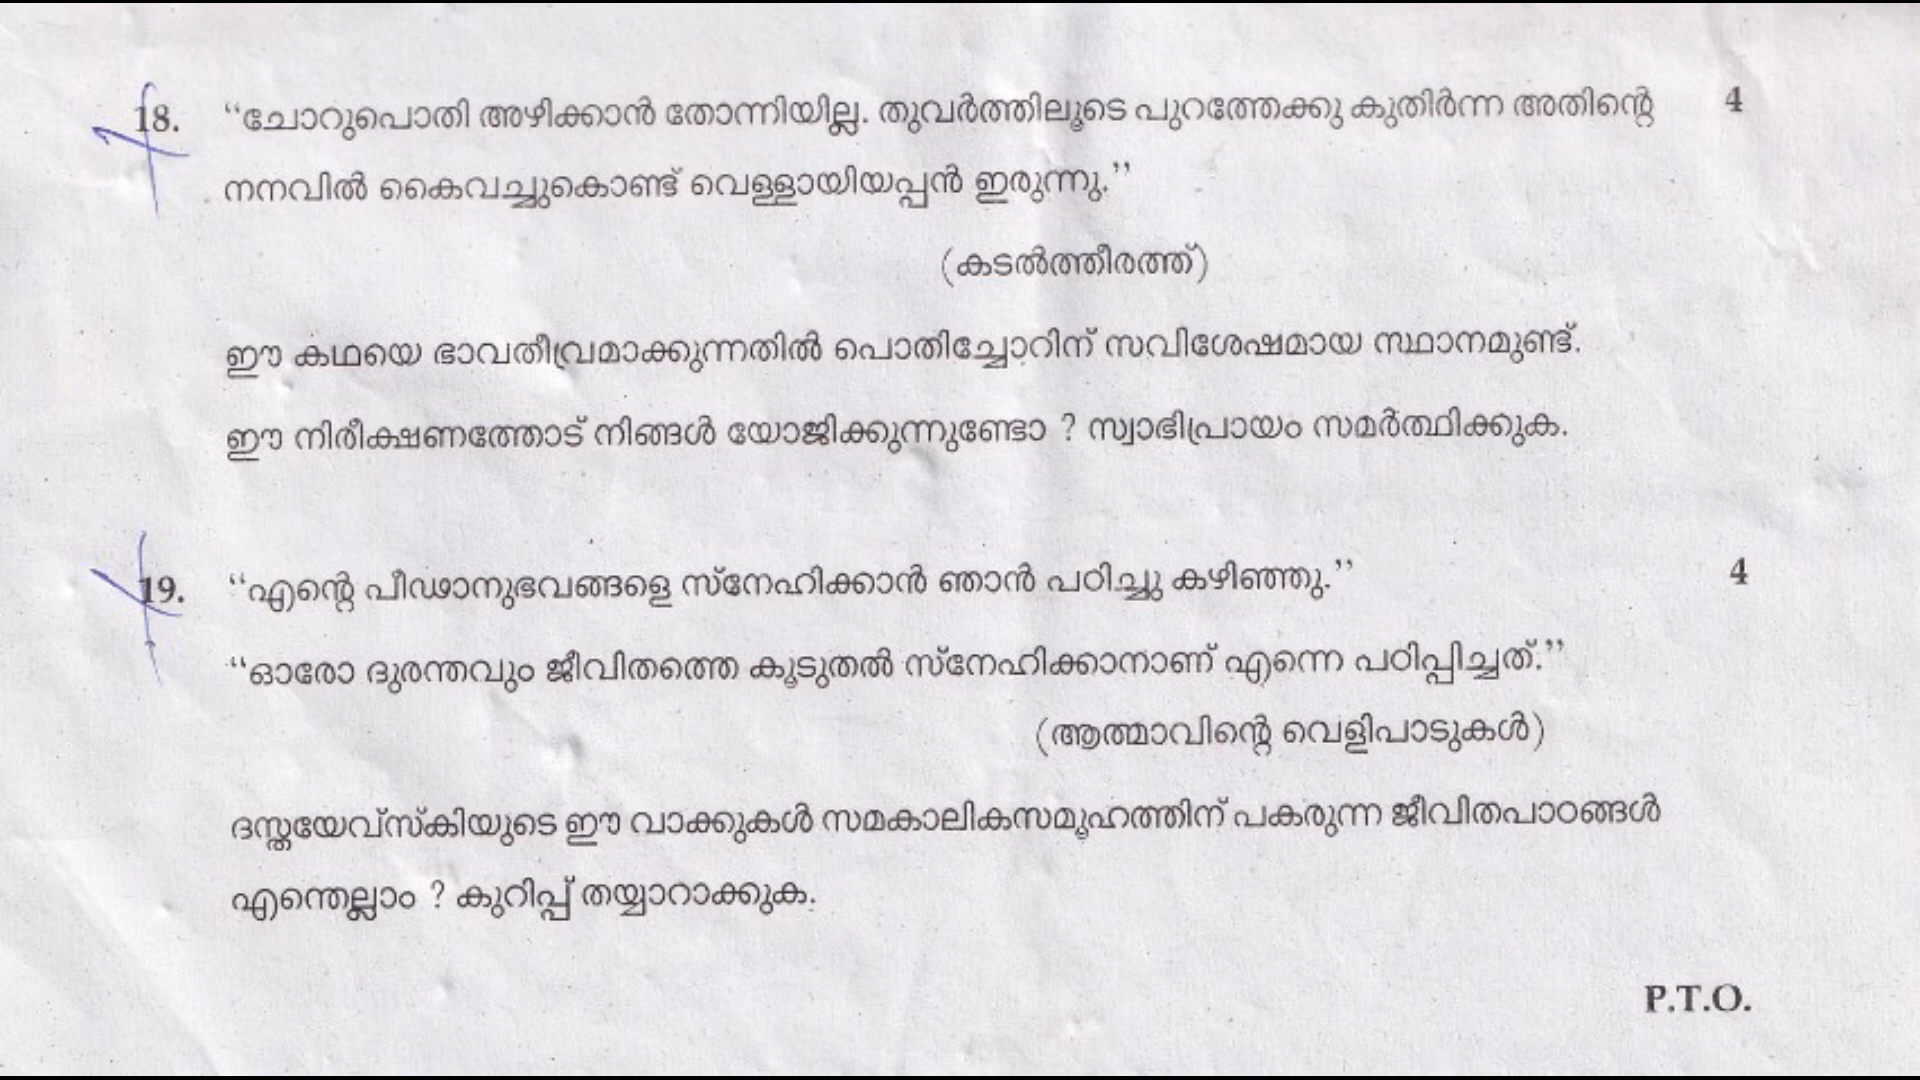 18. “ചോറുപൊതി അഴിക്കാൻ തോന്നിയില്ല. തുവർത്തിലൂടെ പുറത്തേക്കു കുതിർന്ന അതിന്റെ 4
നനവിൽ കൈവച്ചുകൊണ്ട് വെള്ളായിയപ്പൻ ഇരുന്നു.”
(കടൽത്തീരത്ത്)
ഈ കഥയെ ഭാവതീവ്രമാക്കുന്നതിൽ പൊതിച്ചോറിന് സവിശേഷമായ സ്ഥാനമുണ്ട്.
ഈ നിരീക്ഷണത്തോട് നിങ്ങൾ യോജിക്കുന്നുണ്ടോ ? സ്വാഭിപ്രായം സമർത്ഥിക്കുക.
19. “എന്റെ പീഢാനുഭവങ്ങളെ സ്നേഹിക്കാൻ ഞാൻ പഠിച്ചു കഴിഞ്ഞു.” 4
“ഓരോ ദുരന്തവും ജീവിതത്തെ കൂടുതൽ സ്നേഹിക്കാനാണ് എന്നെ പഠിപ്പിച്ചത്.”
(ആത്മാവിന്റെ വെളിപാടുകൾ)
ദസ്തയേവ്സ്കിയുടെ ഈ വാക്കുകൾ സമകാലികസമൂഹത്തിന് പകരുന്ന ജീവിതപാഠങ്ങൾ
എന്തെല്ലാം ? കുറിപ്പ് തയ്യാറാക്കുക.
P.T.O.